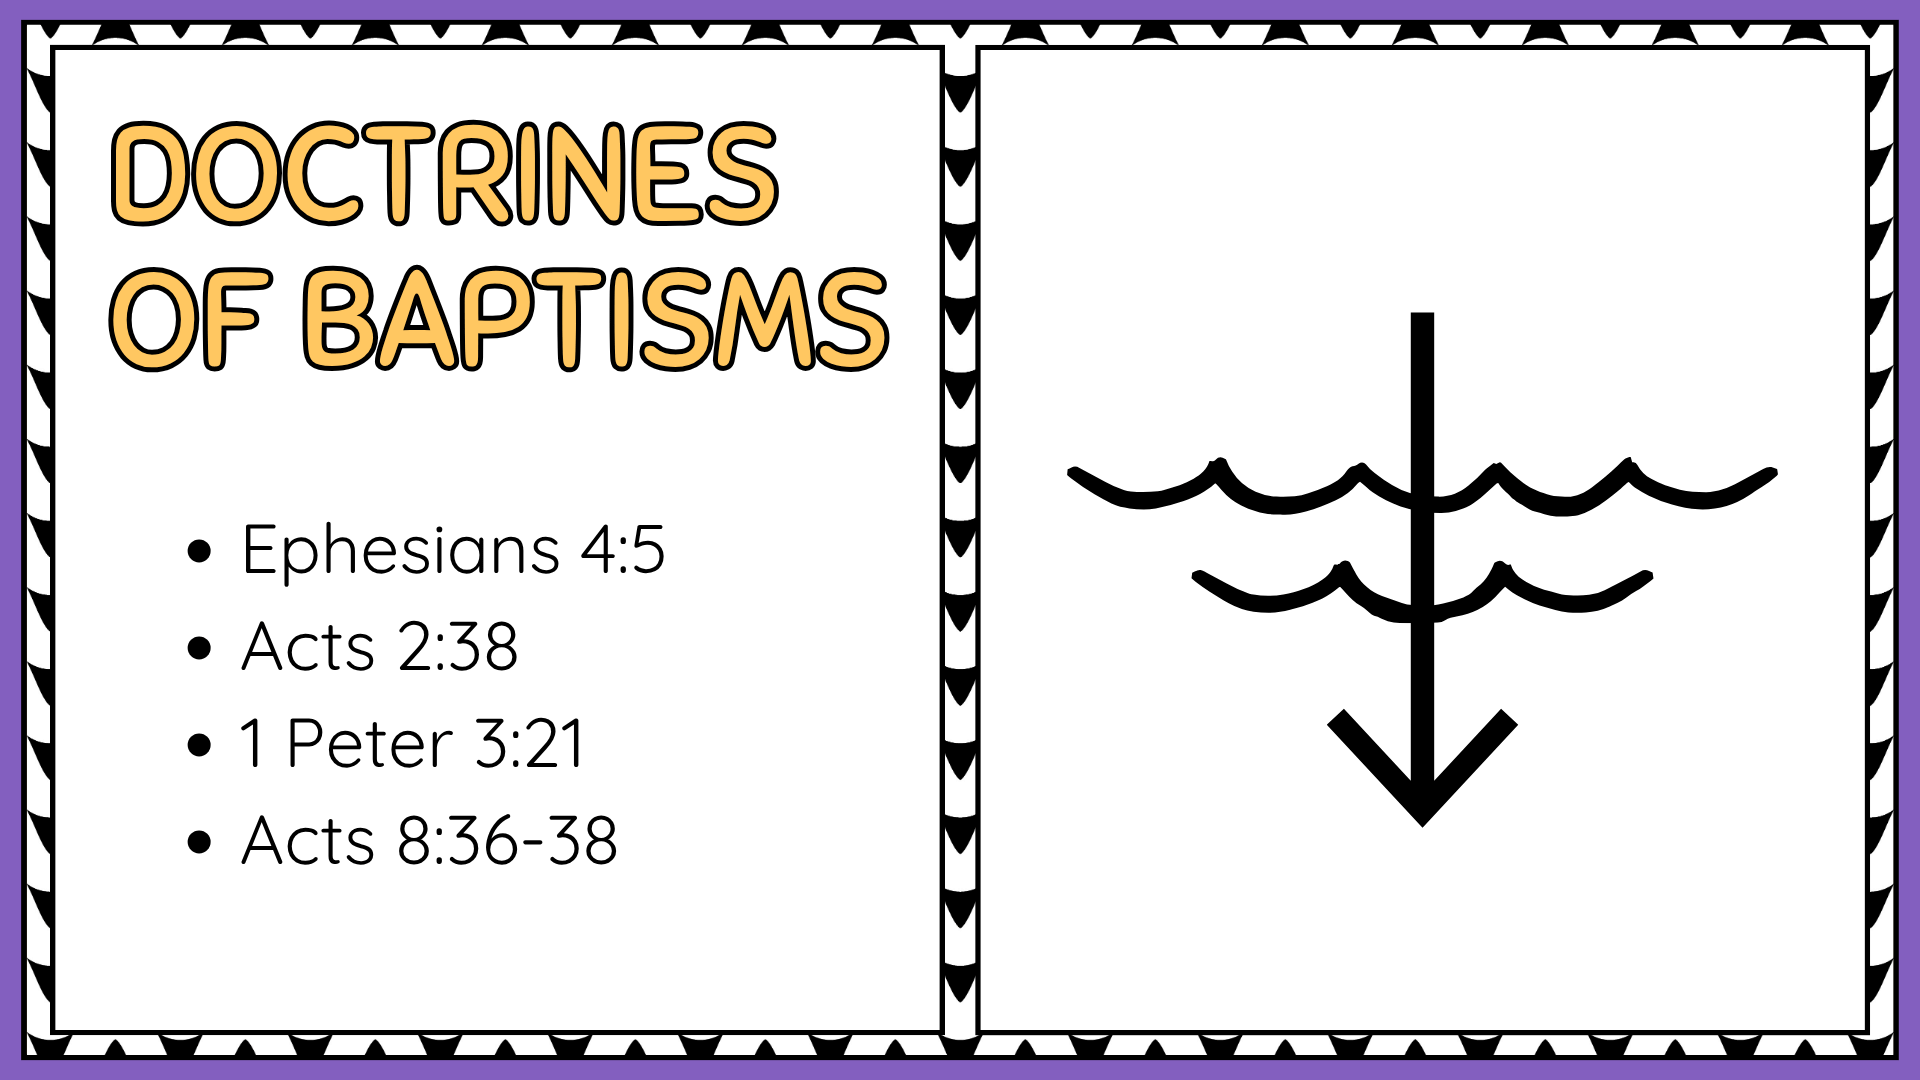 DOCTRINES
OF BAPTISMS
• Ephesians 4:5
• Acts 2:38
• 1 Peter 3:21
• Acts 8:36-38